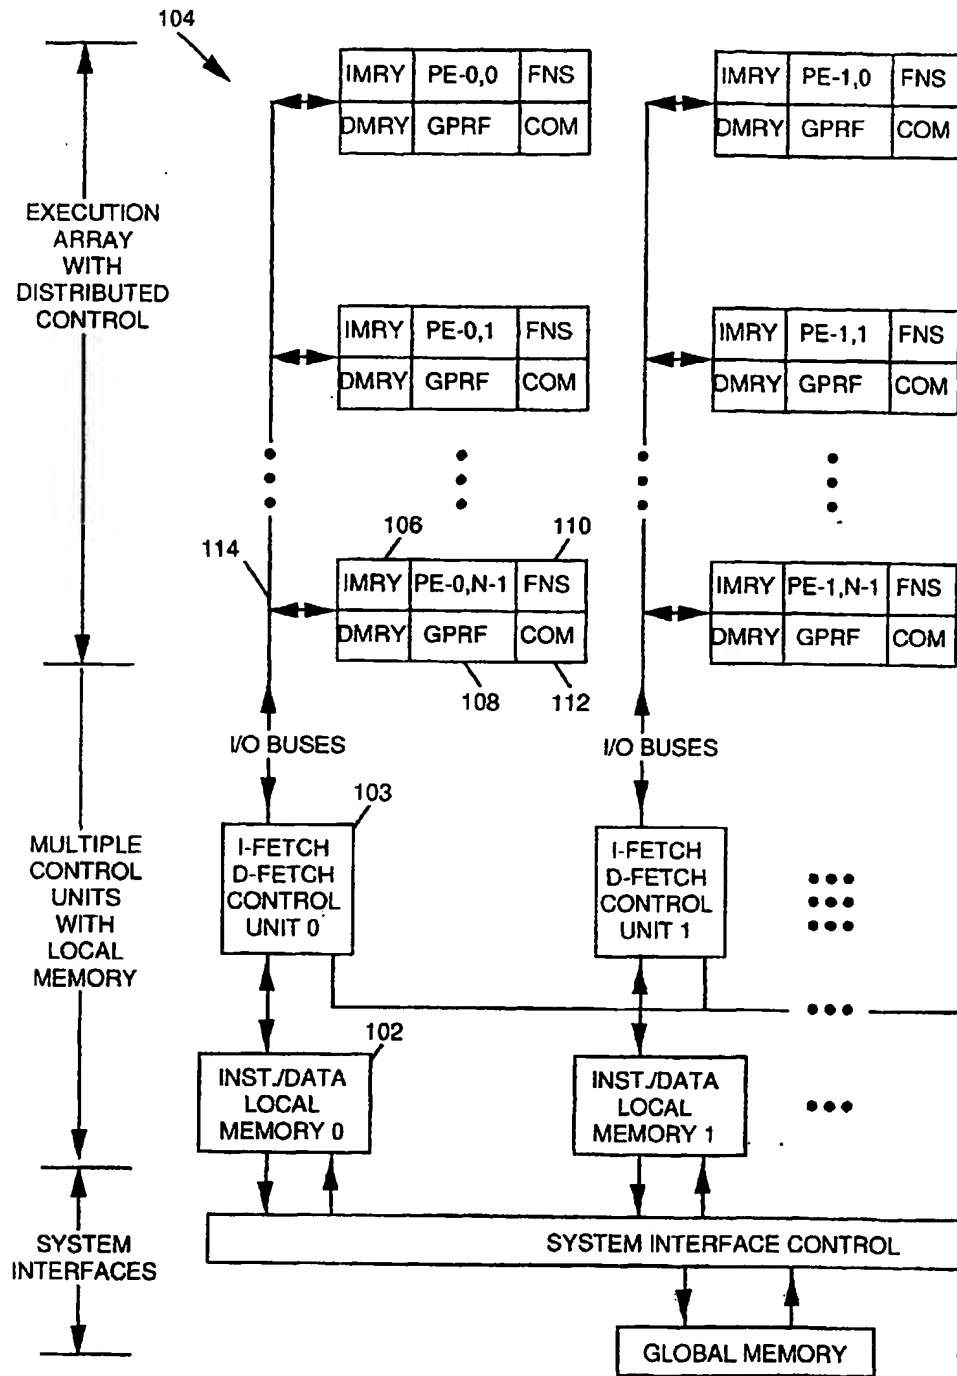 104
IMRY PE-0,0 FNS
DMRY GPRF COM
IMRY PE-1,0 FNS
DMRY GPRF COM
EXECUTION
ARRAY
WITH
DISTRIBUTED
CONTROL
IMRY PE-0,1 FNS
DMRY GPRF COM
IMRY PE-1,1 FNS
DMRY GPRF COM
106
110
114
IMRY PE-0,N-1 FNS
DMRY GPRF COM
IMRY PE-1,N-1 FNS
DMRY GPRF COM
108
112
I/O BUSES
I/O BUSES
103
MULTIPLE
CONTROL
UNITS
WITH
LOCAL
MEMORY
I-FETCH
D-FETCH
CONTROL
UNIT 0
I-FETCH
D-FETCH
CONTROL
UNIT 1
102
INST./DATA
LOCAL
MEMORY 0
INST./DATA
LOCAL
MEMORY 1
SYSTEM
INTERFACES
SYSTEM INTERFACE CONTROL
GLOBAL MEMORY